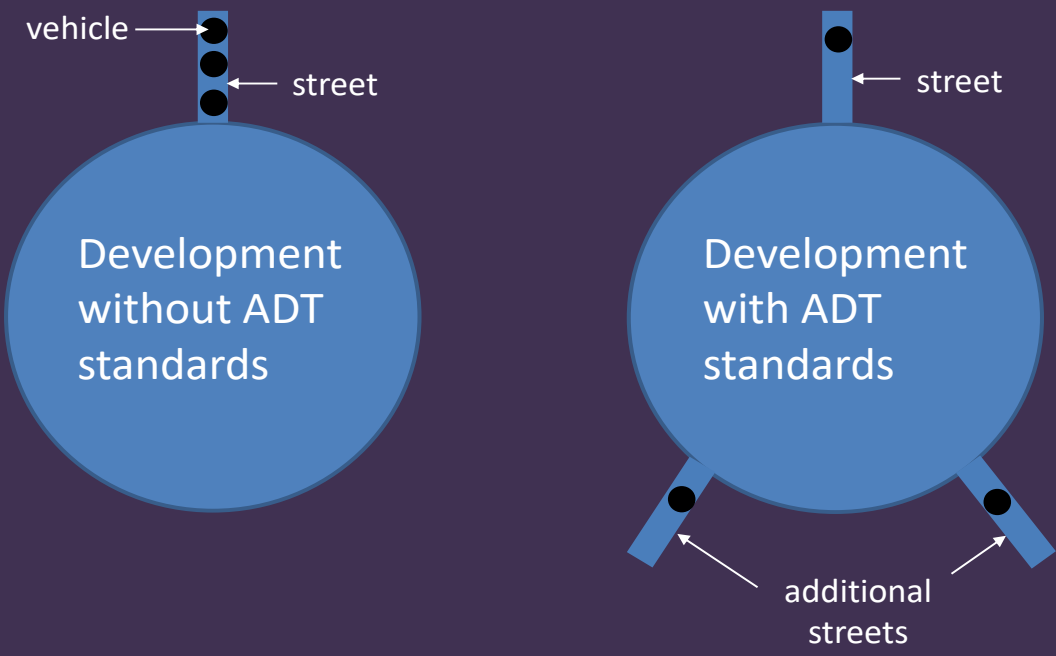 vehicle
street
Development
without ADT
standards
street
Development
with ADT
standards
additional
streets